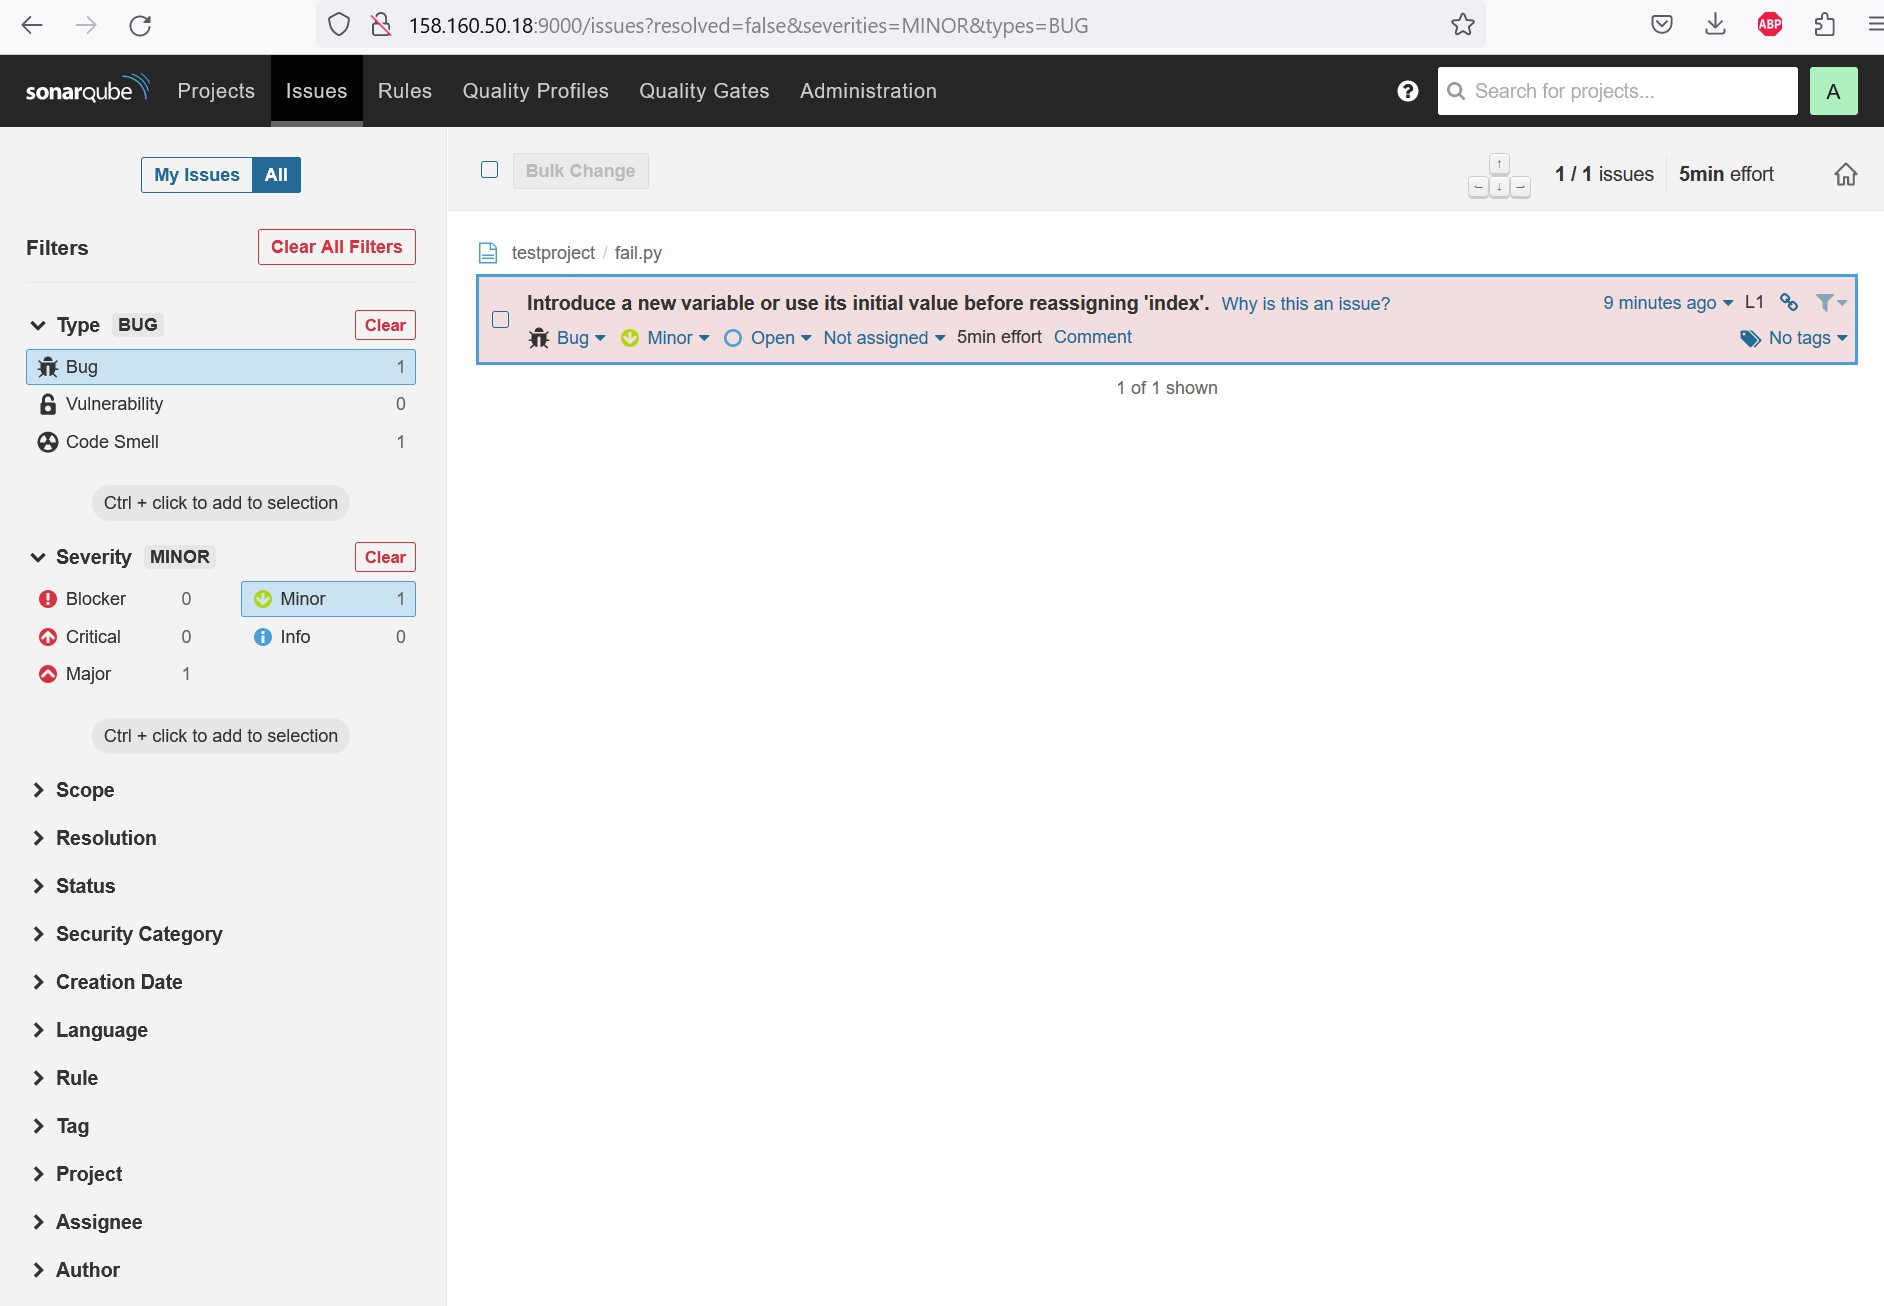 158.160.50.18:9000/issues?resolved=false&severities=MINOR&types=BUG
ABP
sonarqube Projects Issues Rules Quality Profiles Quality Gates Administration ? Search for projects... A
My Issues All
Bulk Change
1 / 1 issues 5min effort
Filters Clear All Filters
Type BUG Clear
Bug 1
Vulnerability 0
Code Smell 1
Ctrl + click to add to selection
Severity MINOR Clear
Blocker 0
Minor 1
Critical 0
Info 0
Major 1
Ctrl + click to add to selection
Scope
Resolution
Status
Security Category
Creation Date
Language
Rule
Tag
Project
Assignee
Author
testproject / fail.py
Introduce a new variable or use its initial value before reassigning 'index'. Why is this an issue? 9 minutes ago L1
Bug Minor Open Not assigned 5min effort Comment No tags
1 of 1 shown